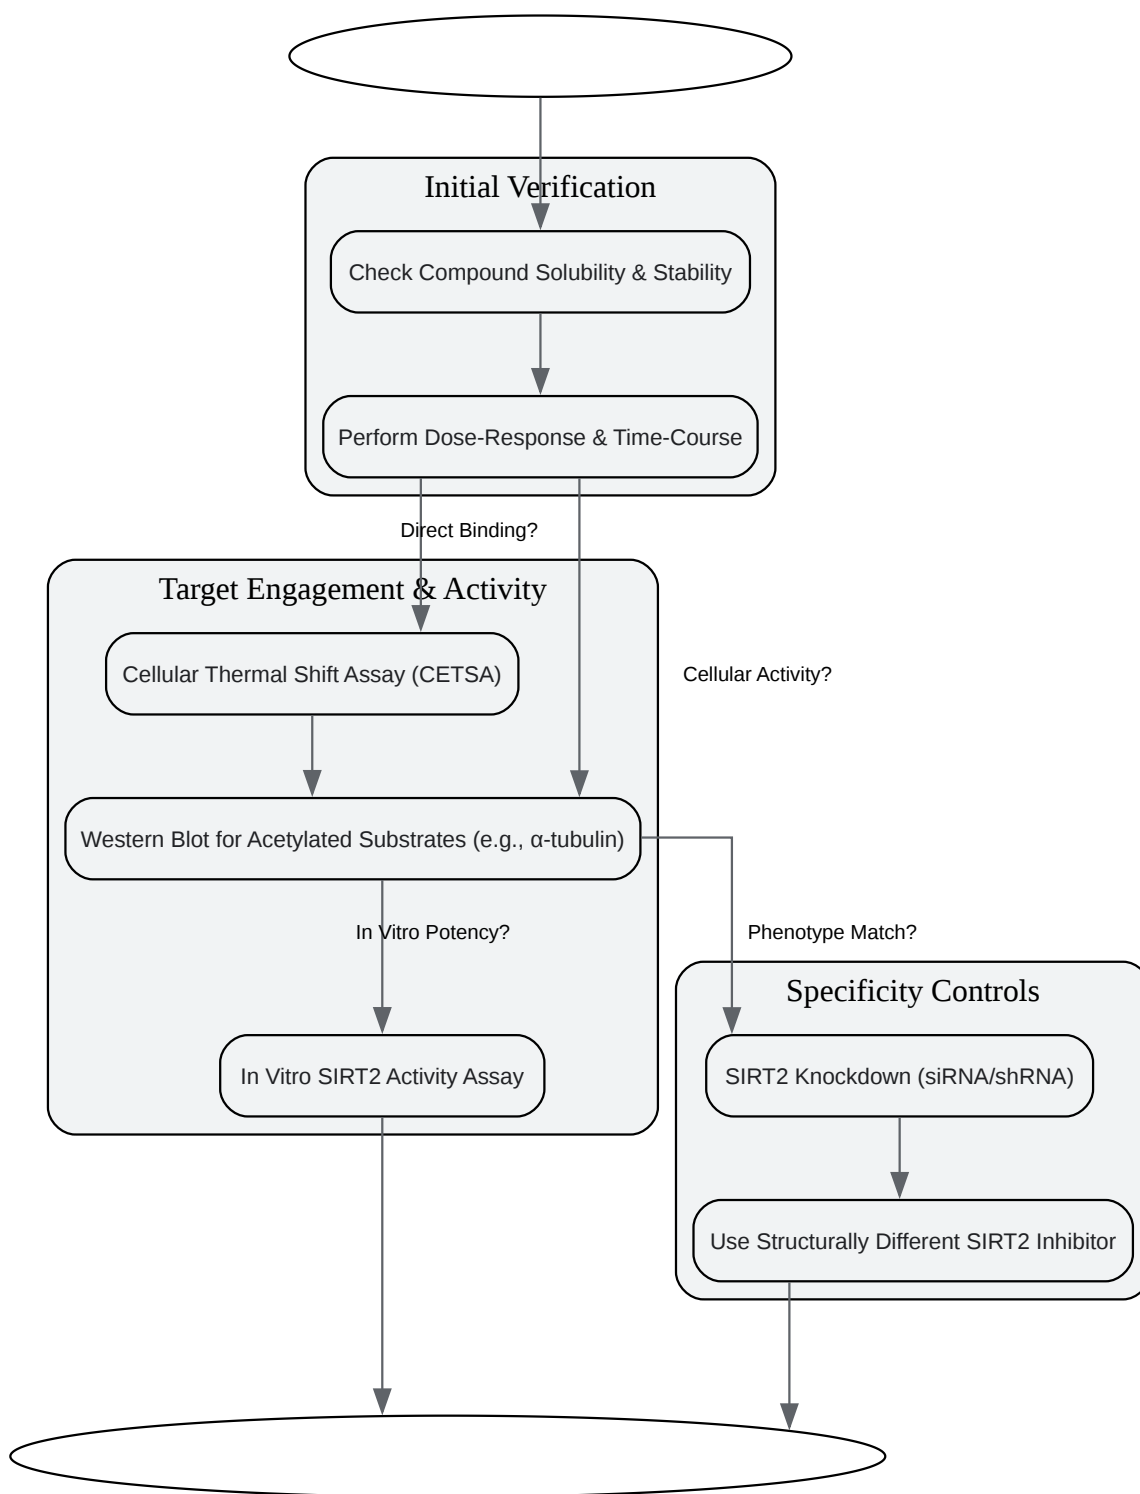 Initial Verification
Check Compound Solubility & Stability
Perform Dose-Response & Time-Course
Direct Binding?
Target Engagement & Activity
Cellular Thermal Shift Assay (CETSA)
Cellular Activity?
Western Blot for Acetylated Substrates (e.g., α-tubulin)
In Vitro Potency?
Phenotype Match?
Specificity Controls
In Vitro SIRT2 Activity Assay
SIRT2 Knockdown (siRNA/shRNA)
Use Structurally Different SIRT2 Inhibitor